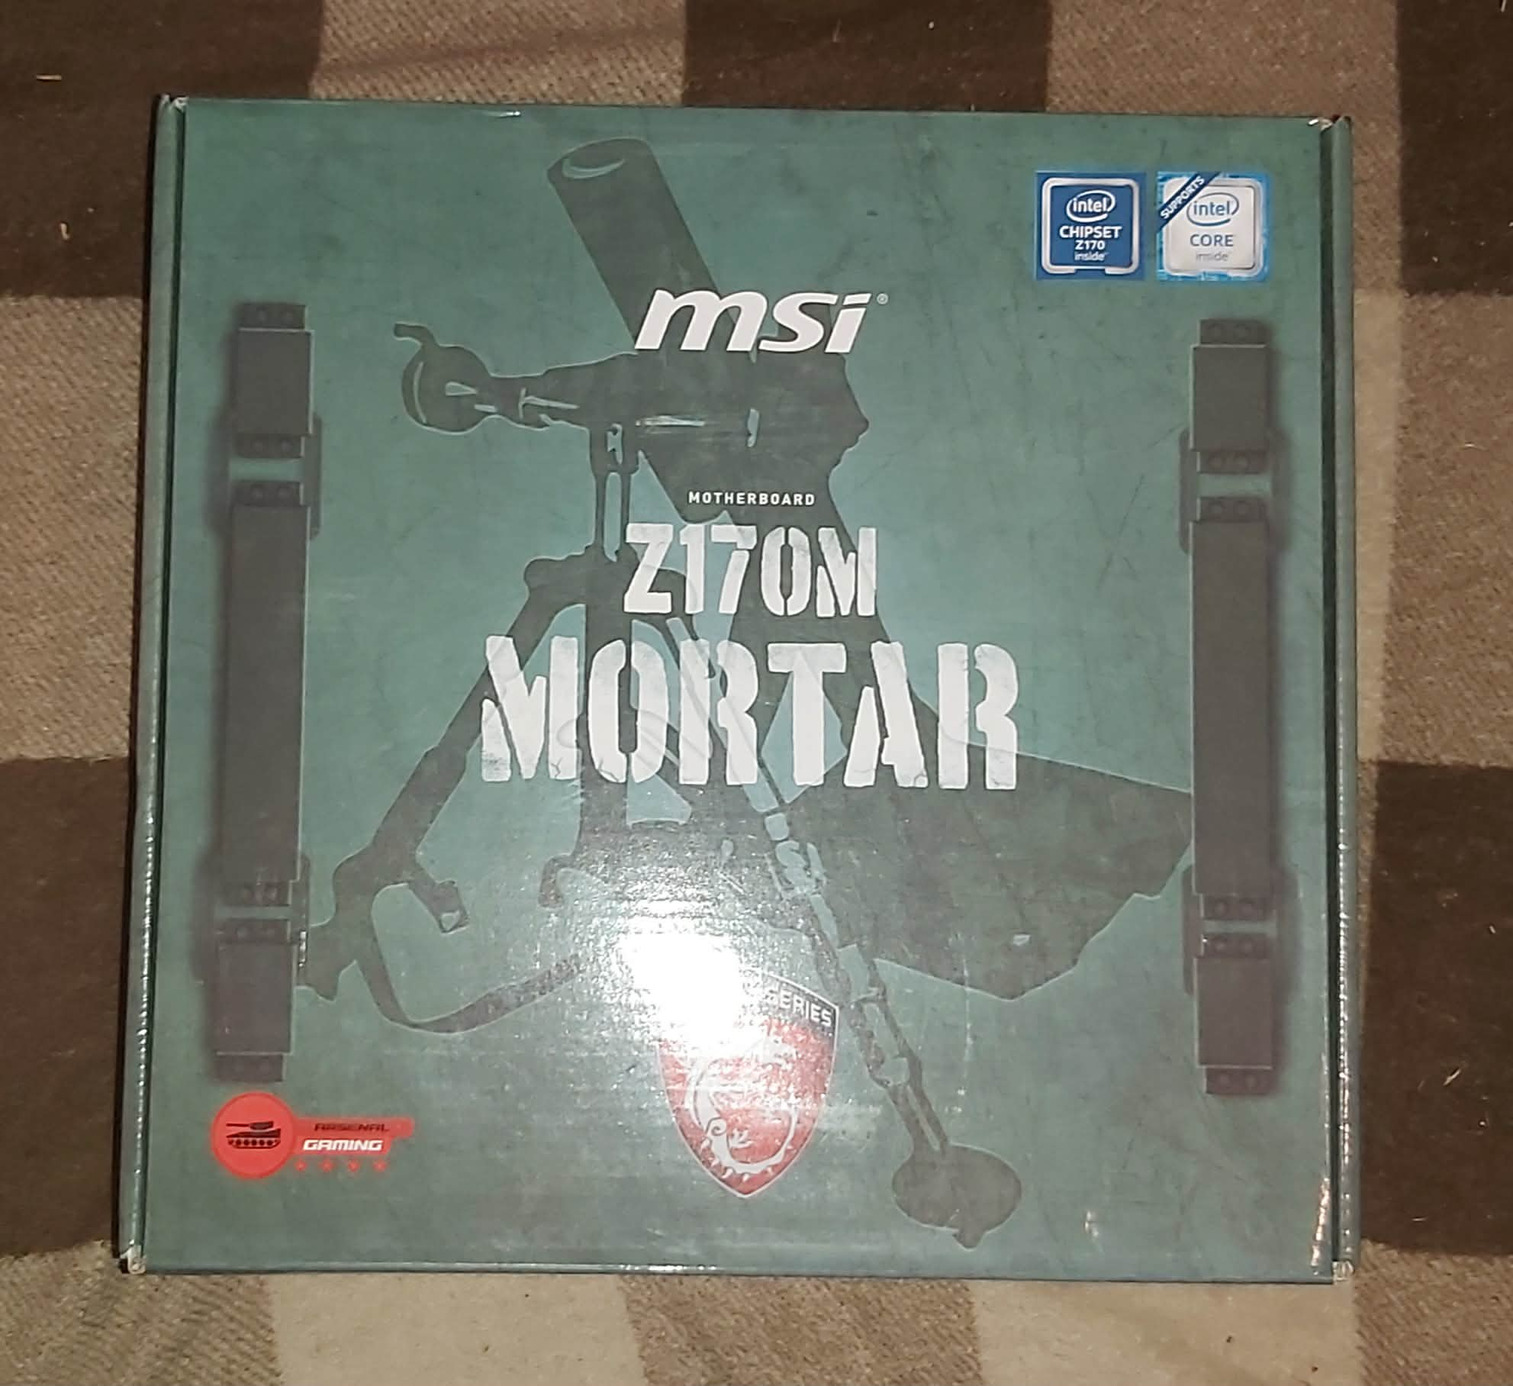 intel
CHIPSET
Z170
inside
SUPPORTS
intel
CORE
inside
msi
MOTHERBOARD
Z170M
MORTAR
SERIES
ARSENAL
GAMING